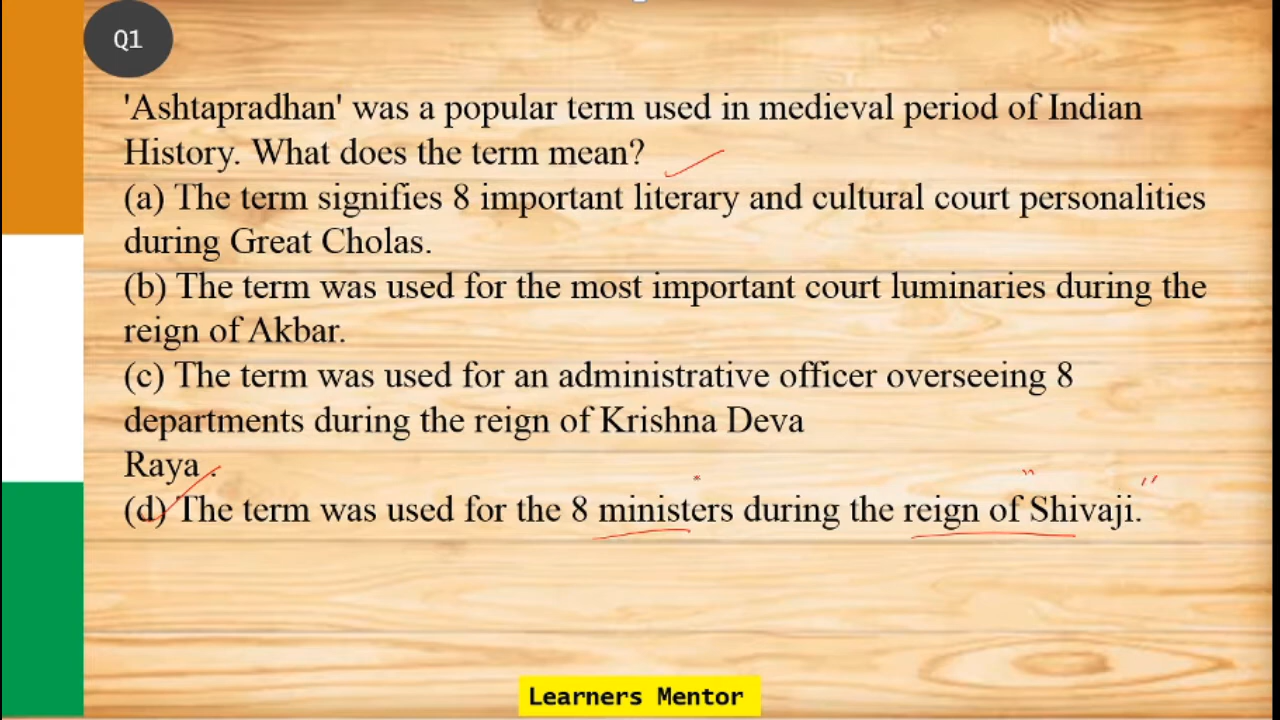 Q1
'Ashtapradhan' was a popular term used in medieval period of Indian
History. What does the term mean?
(a) The term signifies 8 important literary and cultural court personalities
during Great Cholas.
(b) The term was used for the most important court luminaries during the
reign of Akbar.
(c) The term was used for an administrative officer overseeing 8
departments during the reign of Krishna Deva
Raya .
(d) The term was used for the 8 ministers during the reign of Shivaji.
Learners Mentor